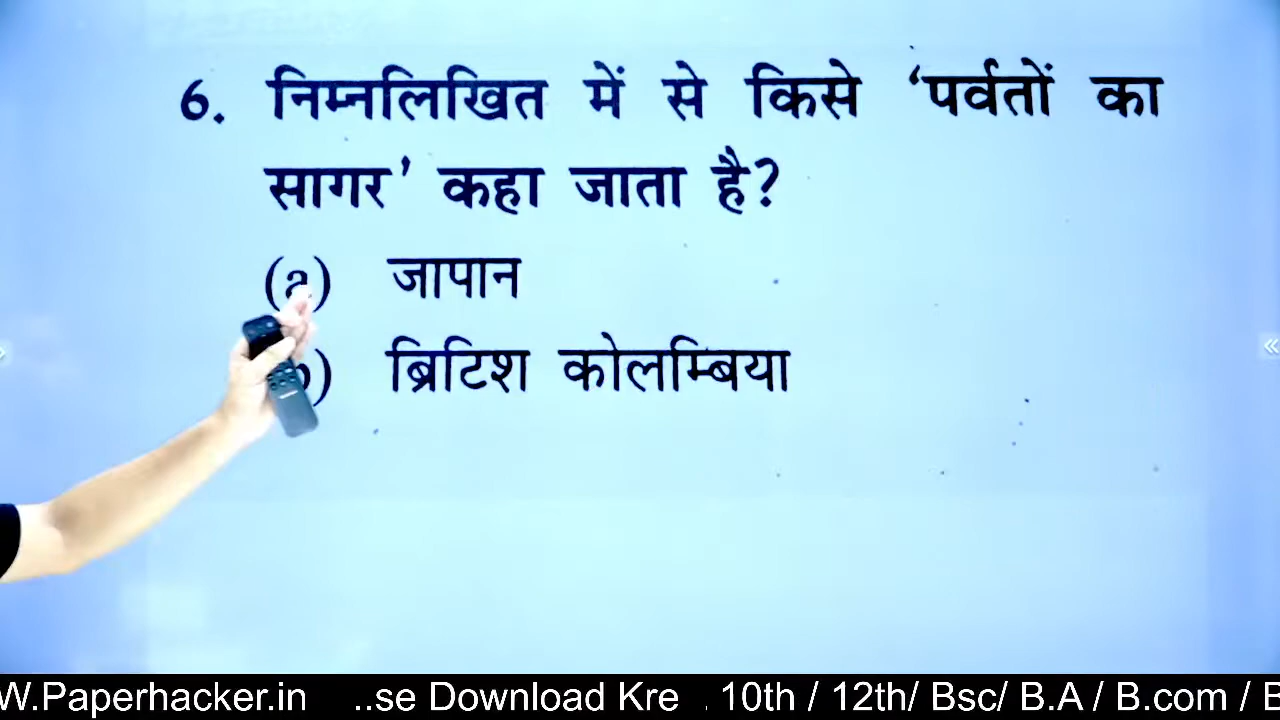 6. निम्नलिखित में से किसे ‘पर्वतों का
सागर’ कहा जाता है?
(a) जापान
(b) ब्रिटिश कोलम्बिया
W.Paperhacker.in ..se Download Kre . 10th / 12th/ Bsc/ B.A / B.com /